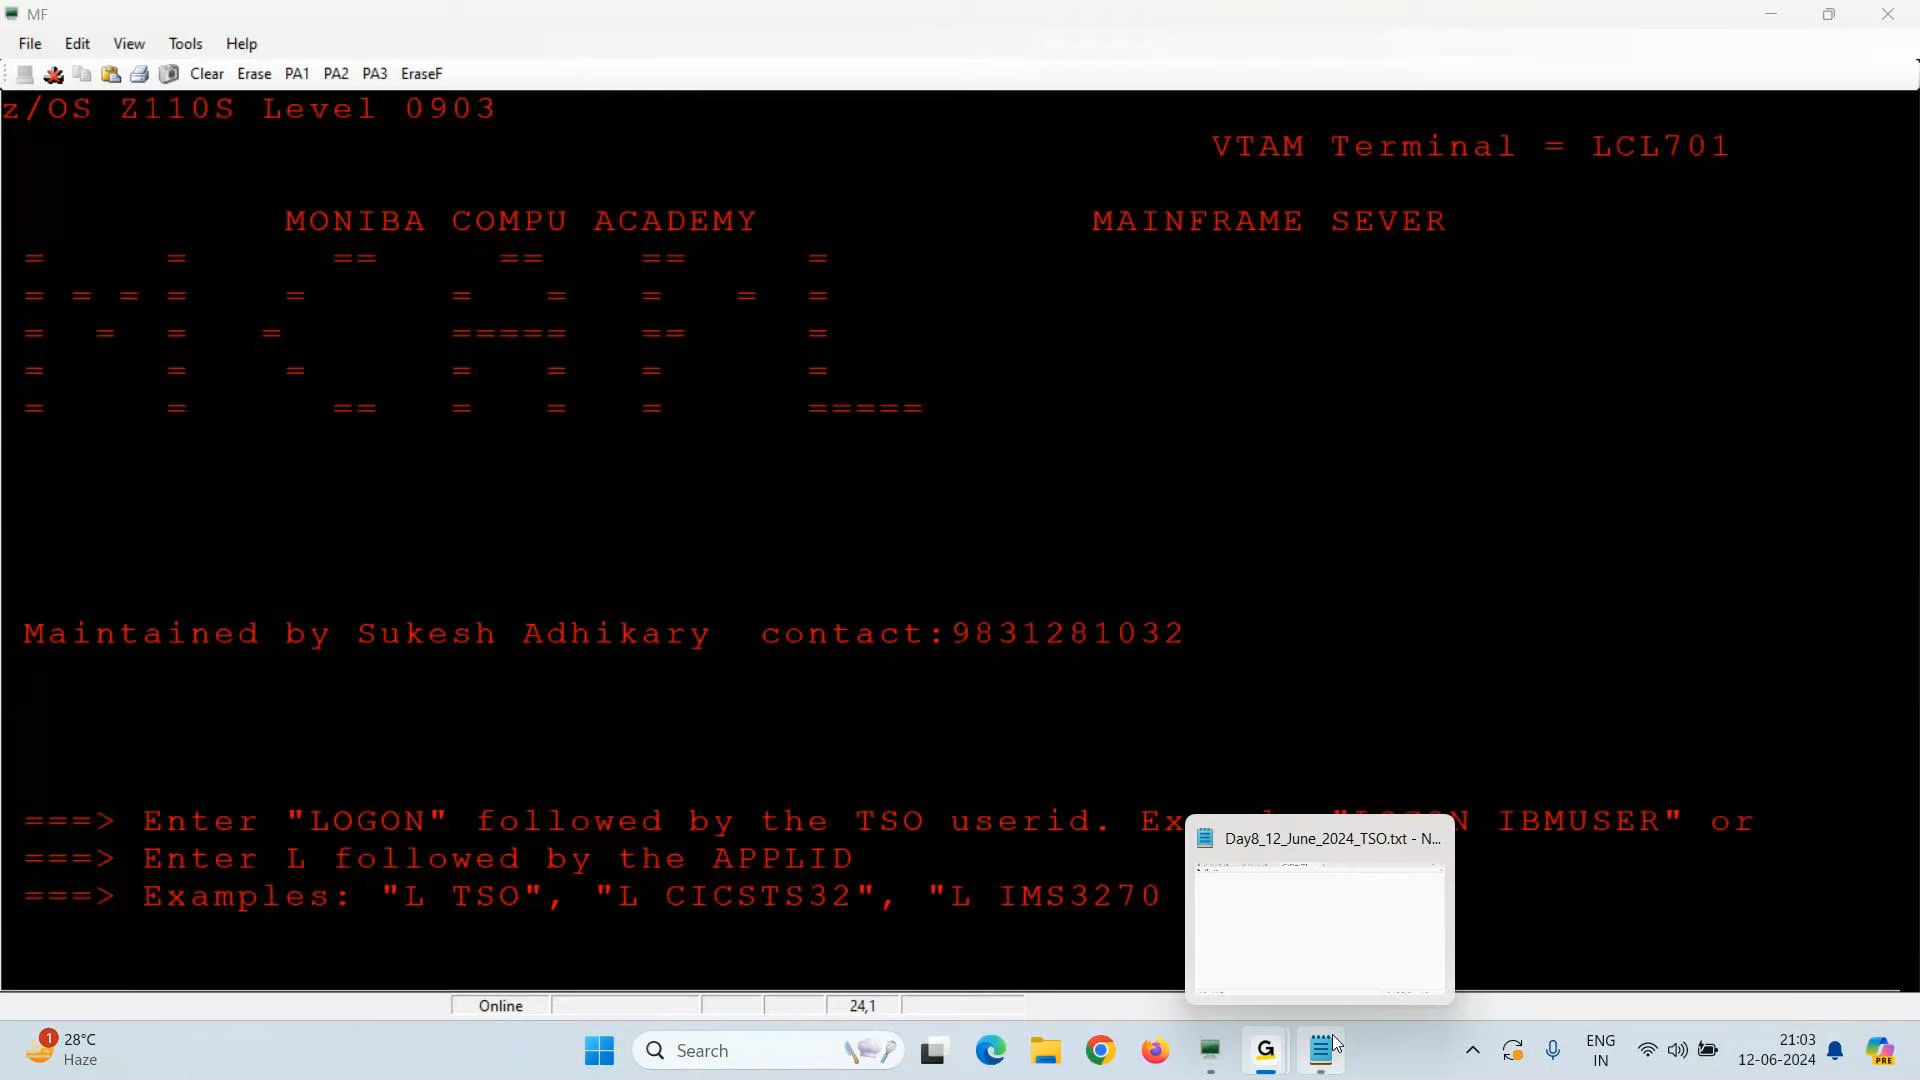 MF
File Edit View Tools Help
Clear Erase PA1 PA2 PA3 EraseF
z/OS Z110S Level 0903
VTAM Terminal = LCL701
MONIBA COMPU ACADEMY MAINFRAME SEVER
= = == == == =
= = = = = = = = = =
= = = = ===== == =
= = = = = = =
= = == = = = =====
Maintained by Sukesh Adhikary contact:9831281032
===> Enter "LOGON" followed by the TSO userid. Ex "LOGON IBMUSER" or
===> Enter L followed by the APPLID
===> Examples: "L TSO", "L CICSTS32", "L IMS3270
Day8_12_June_2024_TSO.txt - N...
Online 24,1
1 28°C
Haze
Search
G
ENG
IN
21:03
12-06-2024
PRE